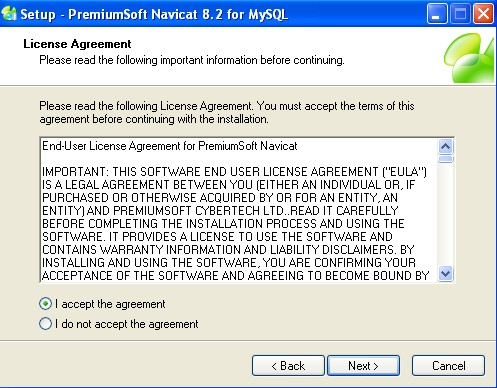 Setup - PremiumSoft Navicat 8.2 for MySQL
License Agreement
Please read the following important information before continuing.
Please read the following License Agreement. You must accept the terms of this
agreement before continuing with the installation.
End-User License Agreement for PremiumSoft Navicat
IMPORTANT: THIS SOFTWARE END USER LICENSE AGREEMENT ("EULA")
IS A LEGAL AGREEMENT BETWEEN YOU (EITHER AN INDIVIDUAL OR, IF
PURCHASED OR OTHERWISE ACQUIRED BY OR FOR AN ENTITY, AN
ENTITY) AND PREMIUMSOFT CYBERTECH LTD..READ IT CAREFULLY
BEFORE COMPLETING THE INSTALLATION PROCESS AND USING THE
SOFTWARE. IT PROVIDES A LICENSE TO USE THE SOFTWARE AND
CONTAINS WARRANTY INFORMATION AND LIABILITY DISCLAIMERS. BY
INSTALLING AND USING THE SOFTWARE, YOU ARE CONFIRMING YOUR
ACCEPTANCE OF THE SOFTWARE AND AGREEING TO BECOME BOUND BY
I accept the agreement
I do not accept the agreement
< Back Next > Cancel